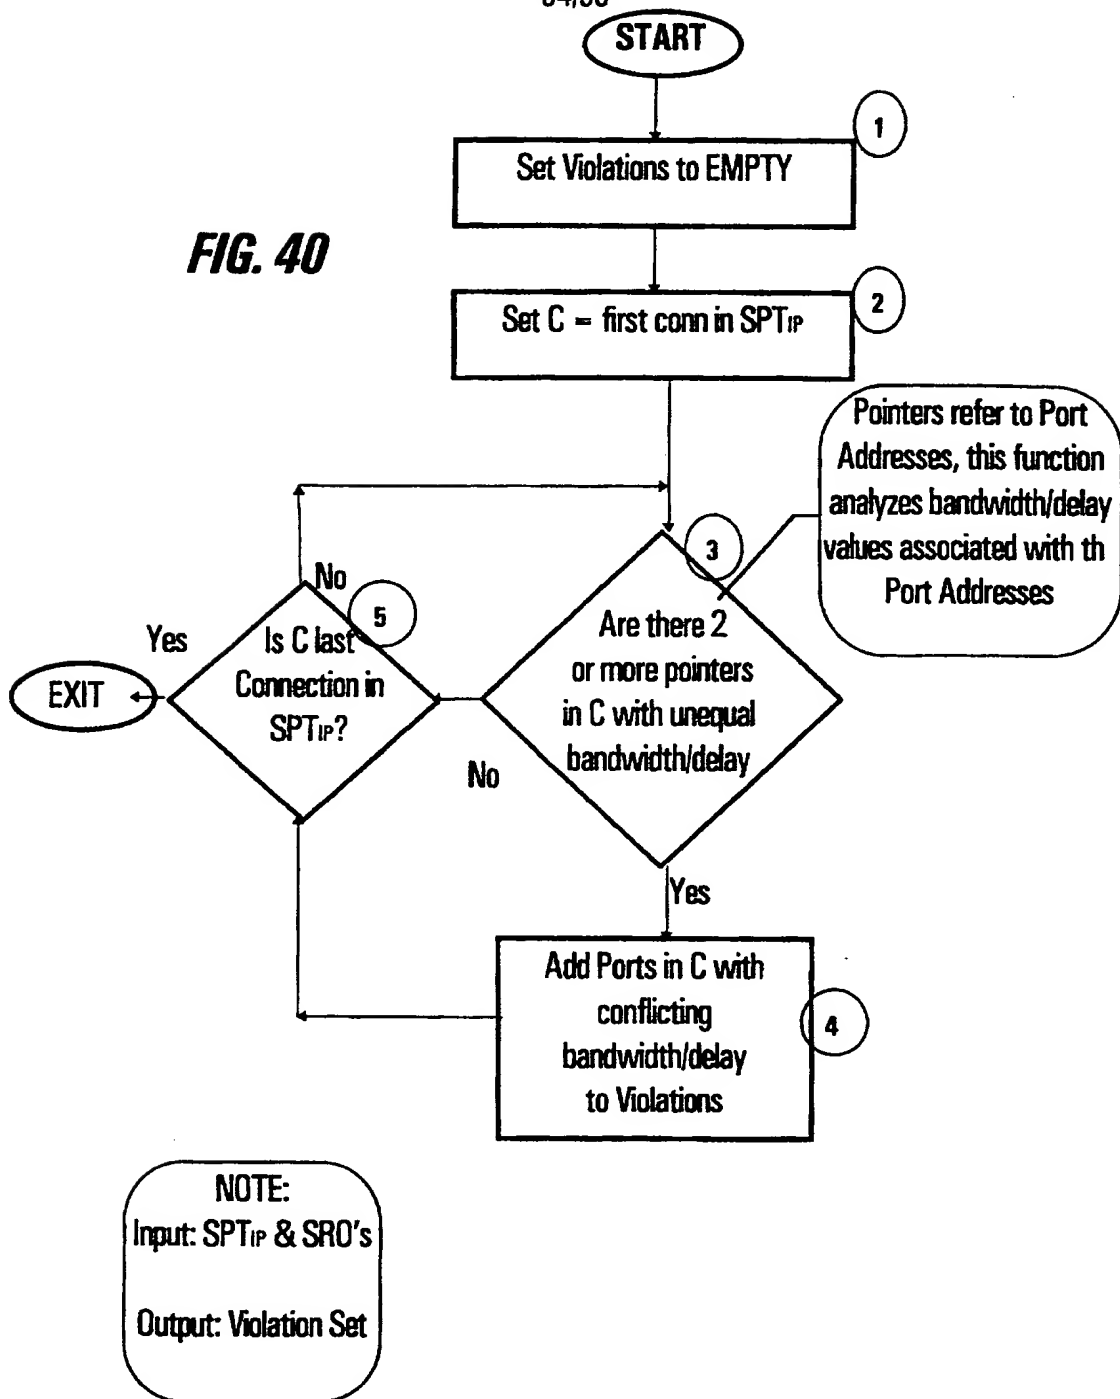 START
1
Set Violations to EMPTY
FIG. 40
2
Set C = first conn in SPTIP
Pointers refer to Port
Addresses, this function
analyzes bandwidth/delay
values associated with th
Port Addresses
3
Are there 2
or more pointers
in C with unequal
bandwidth/delay
No
5
Yes
Is C last
Connection in
SPTIP?
EXIT
No
Yes
Add Ports in C with
conflicting
bandwidth/delay
to Violations
4
NOTE:
Input: SPTIP & SRO's
Output: Violation Set